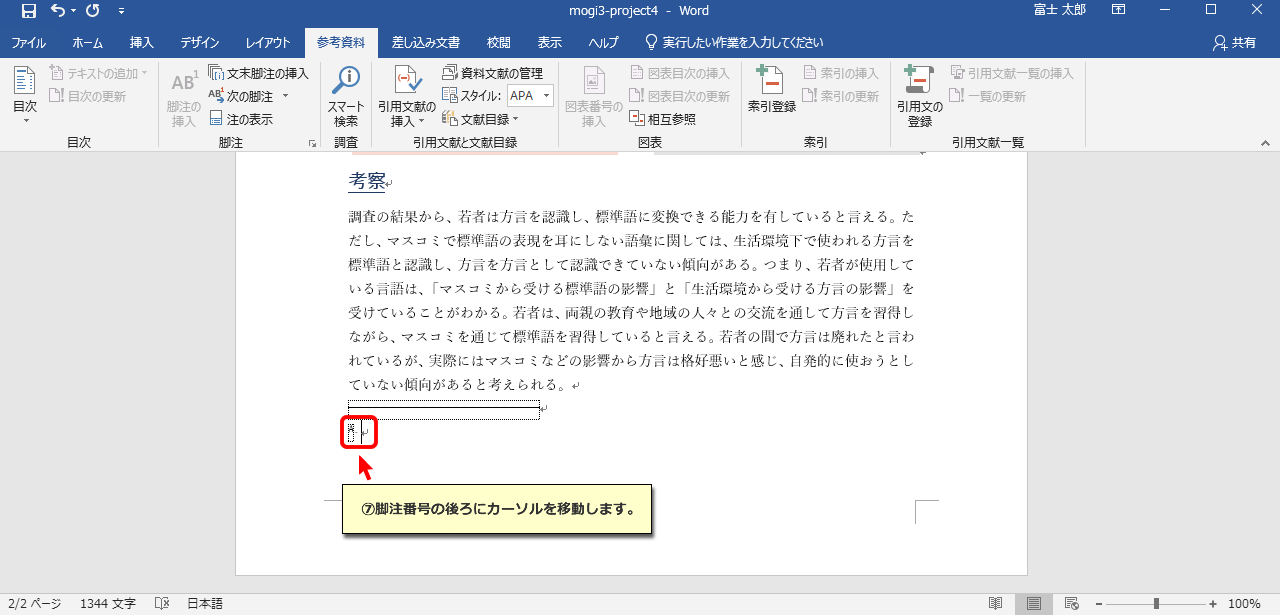 mogi3-project4 - Word
富士 太郎
ファイル ホーム 挿入 デザイン レイアウト 参考資料 差し込み文書 校閲 表示 ヘルプ 実行したい作業を入力してください 共有
目次
テキストの追加
目次の更新
目次
AB1
脚注の
挿入
文末脚注の挿入
AB1 次の脚注
注の表示
脚注
スマート
検索
調査
引用文献の
挿入
資料文献の管理
スタイル: APA
文献目録
引用文献と文献目録
図表番号の
挿入
図表目次の挿入
図表目次の更新
相互参照
図表
索引登録
索引の挿入
索引の更新
索引
引用文の
登録
引用文献一覧の挿入
一覧の更新
引用文献一覧
考察
調査の結果から、若者は方言を認識し、標準語に変換できる能力を有していると言える。た
だし、マスコミで標準語の表現を耳にしない語彙に関しては、生活環境下で使われる方言を
標準語と認識し、方言を方言として認識できていない傾向がある。つまり、若者が使用して
いる言語は、「マスコミから受ける標準語の影響」と「生活環境から受ける方言の影響」を
受けていることがわかる。若者は、両親の教育や地域の人々との交流を通して方言を習得し
ながら、マスコミを通じて標準語を習得していると言える。若者の間で方言は廃れたと言わ
れているが、実際にはマスコミなどの影響から方言は格好悪いと感じ、自発的に使おうとし
ていない傾向があると考えられる。
⑦脚注番号の後ろにカーソルを移動します。
2/2 ページ 1344 文字 日本語 100%